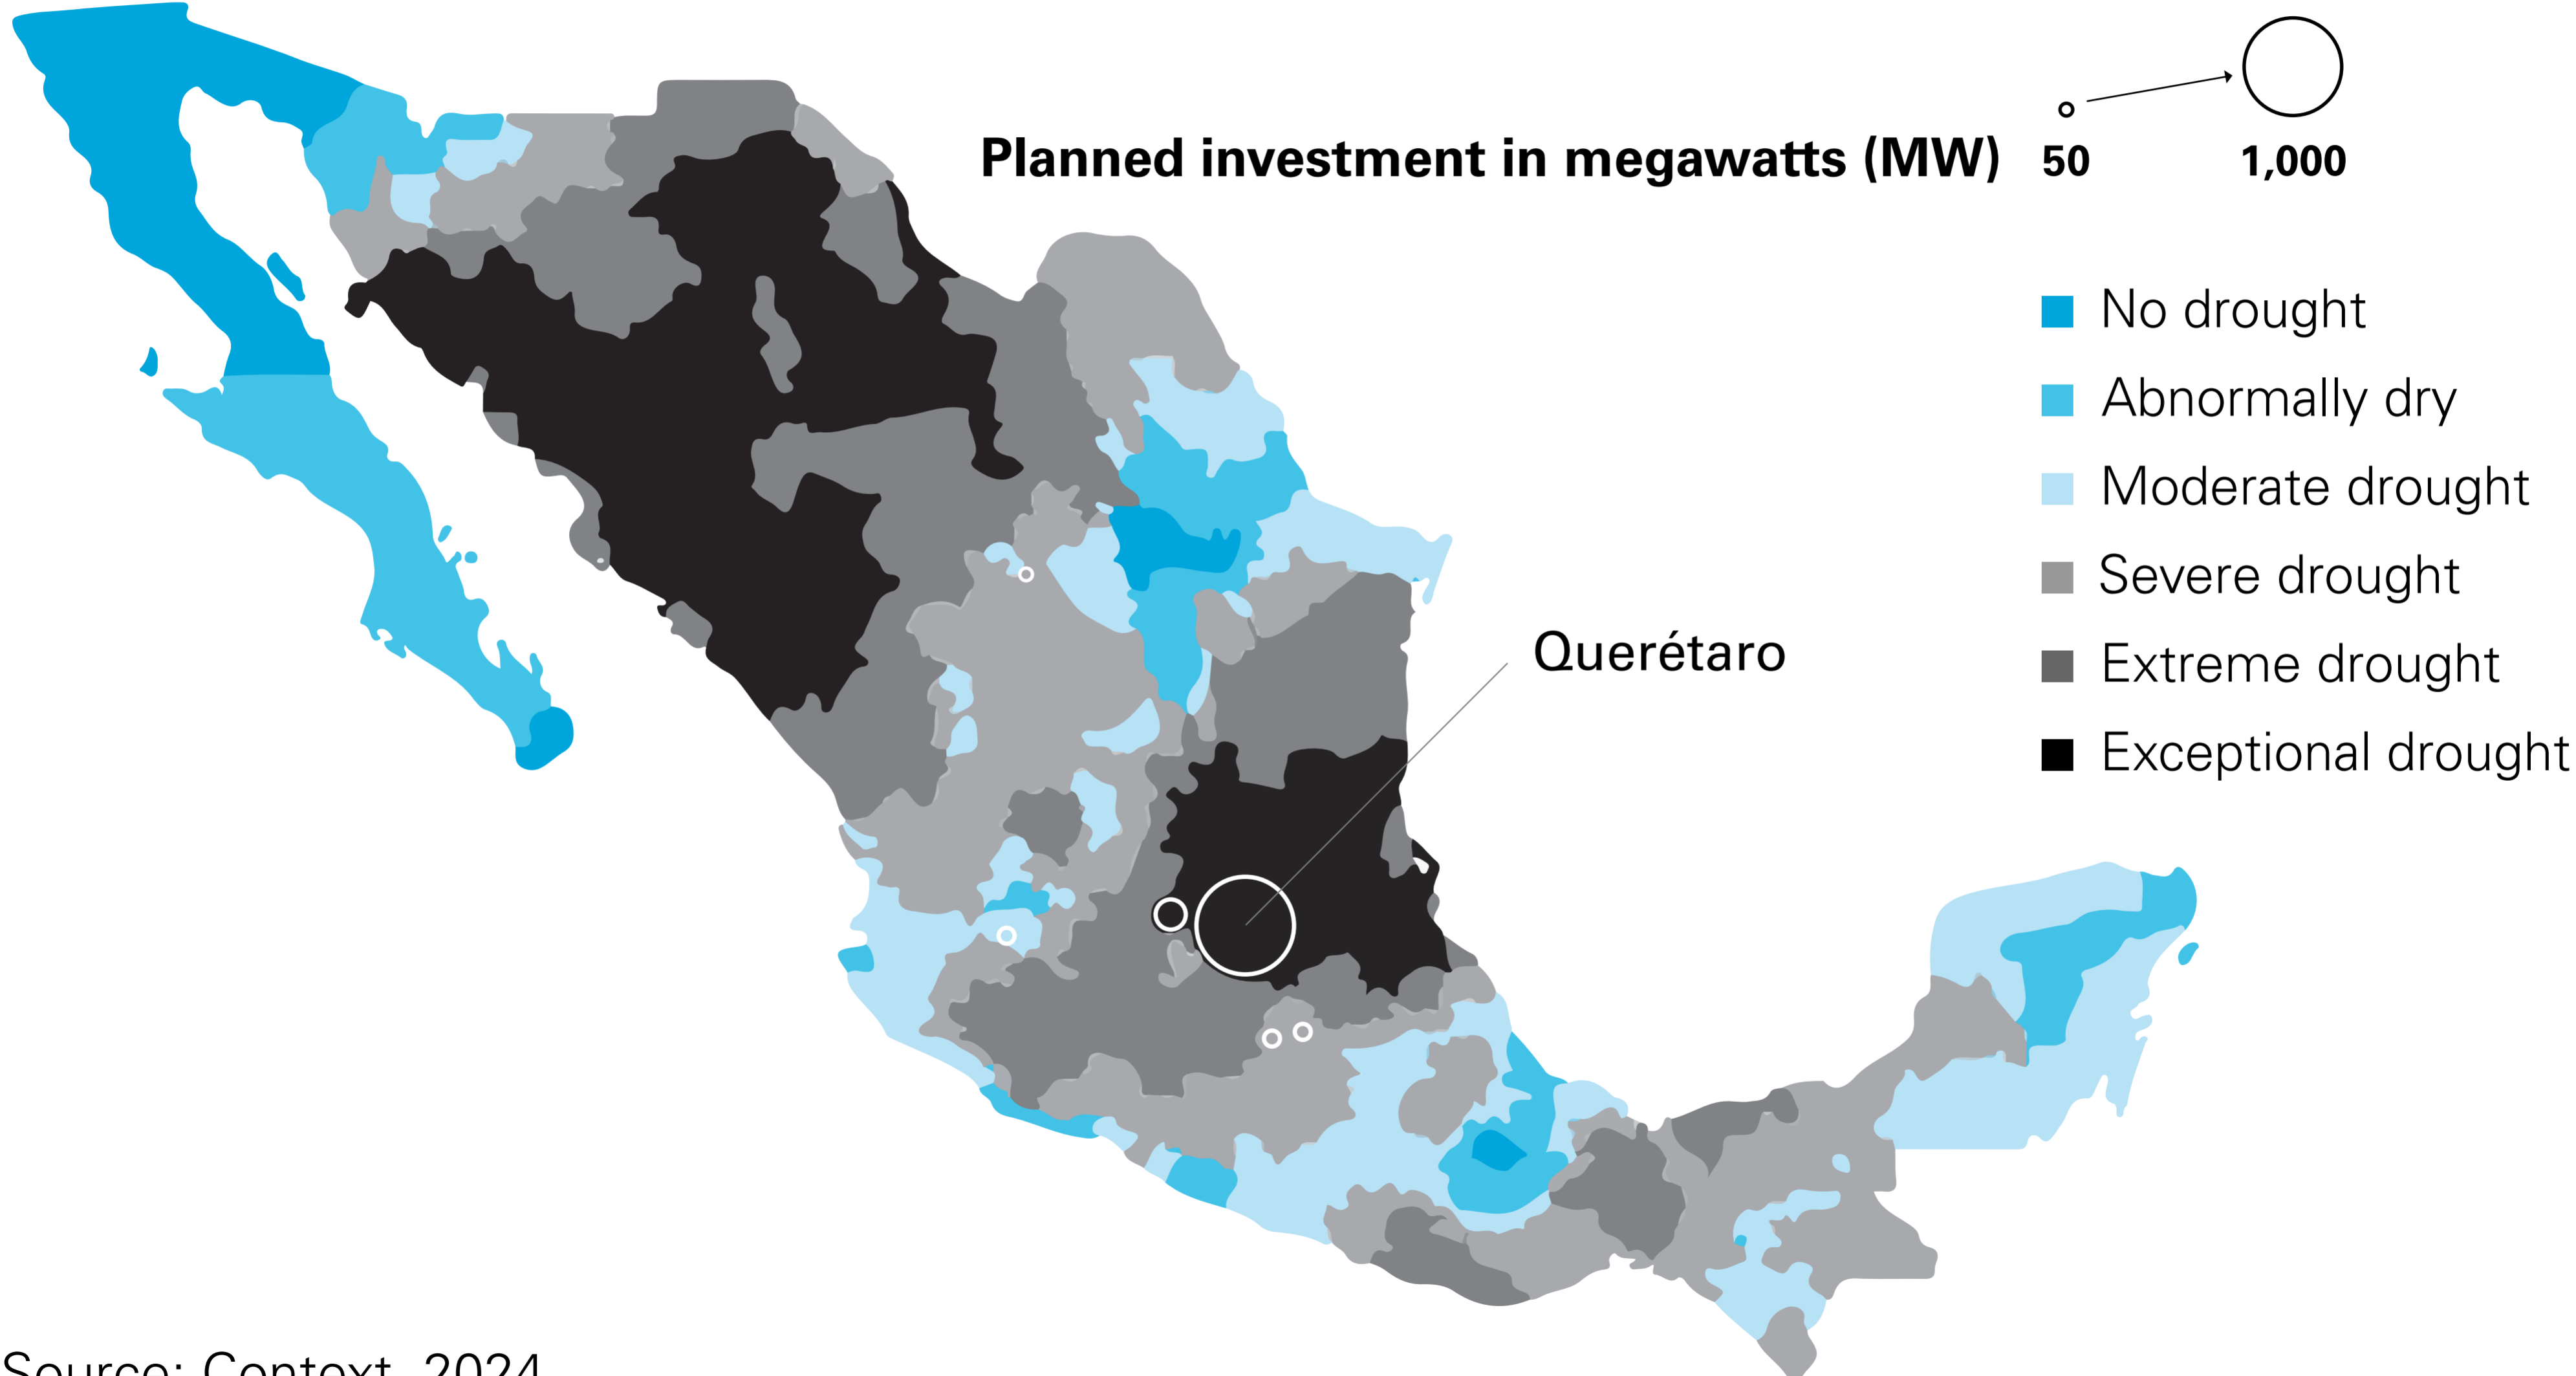 Planned investment in megawatts (MW)
50
1,000
No drought
Abnormally dry
Moderate drought
Severe drought
Extreme drought
Exceptional drought
Querétaro
Source: Context, 2024